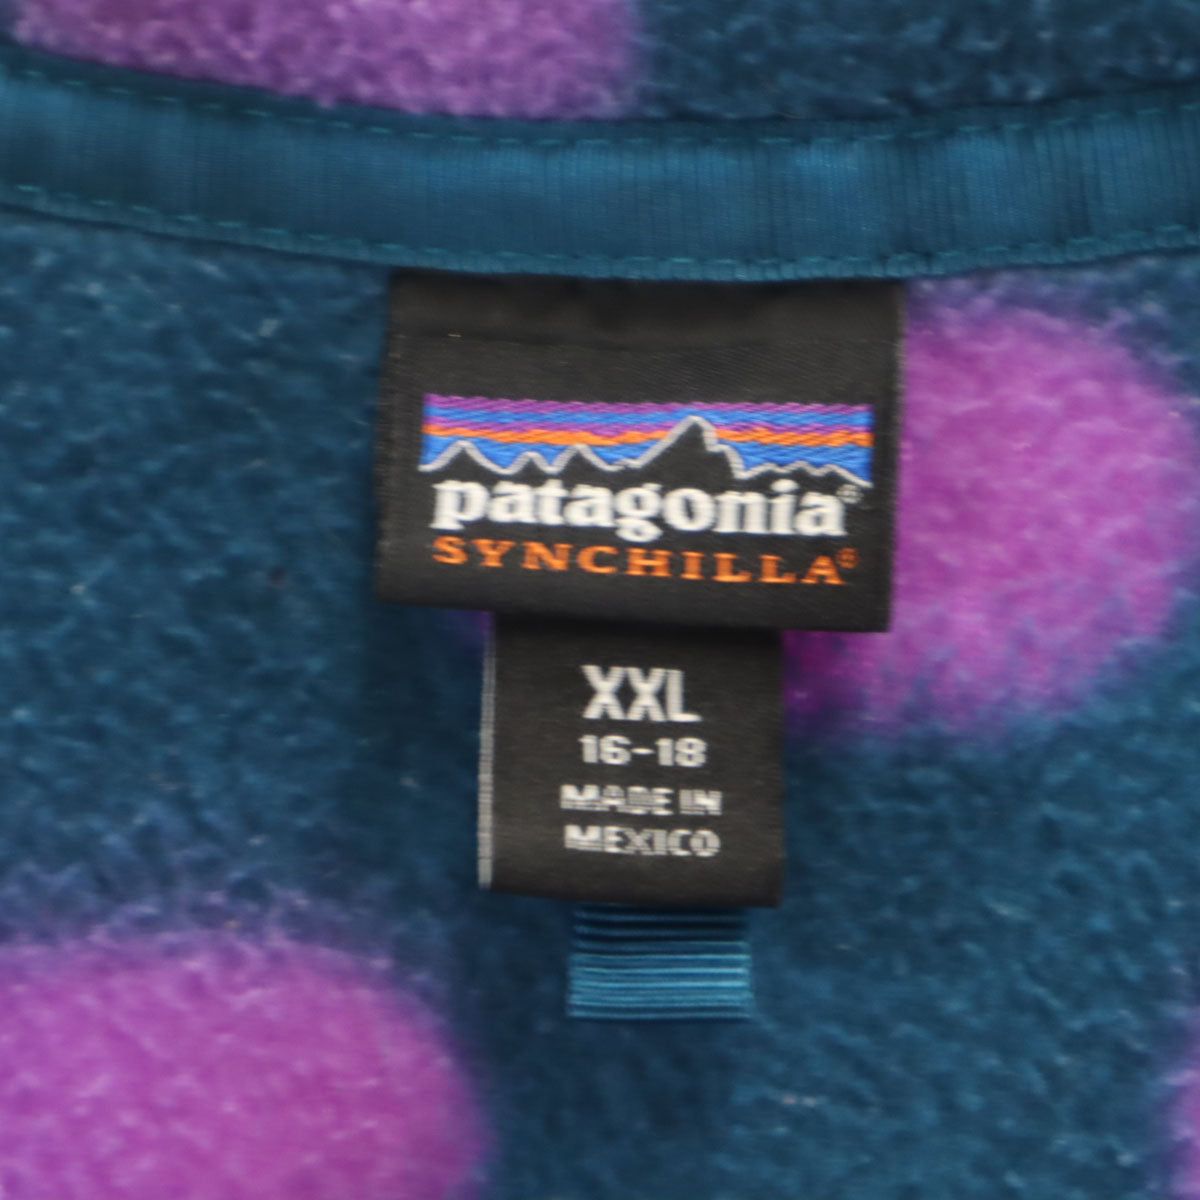 patagonia®
SYNCHILLA®
XXL
16-18
MADE IN
MEXICO